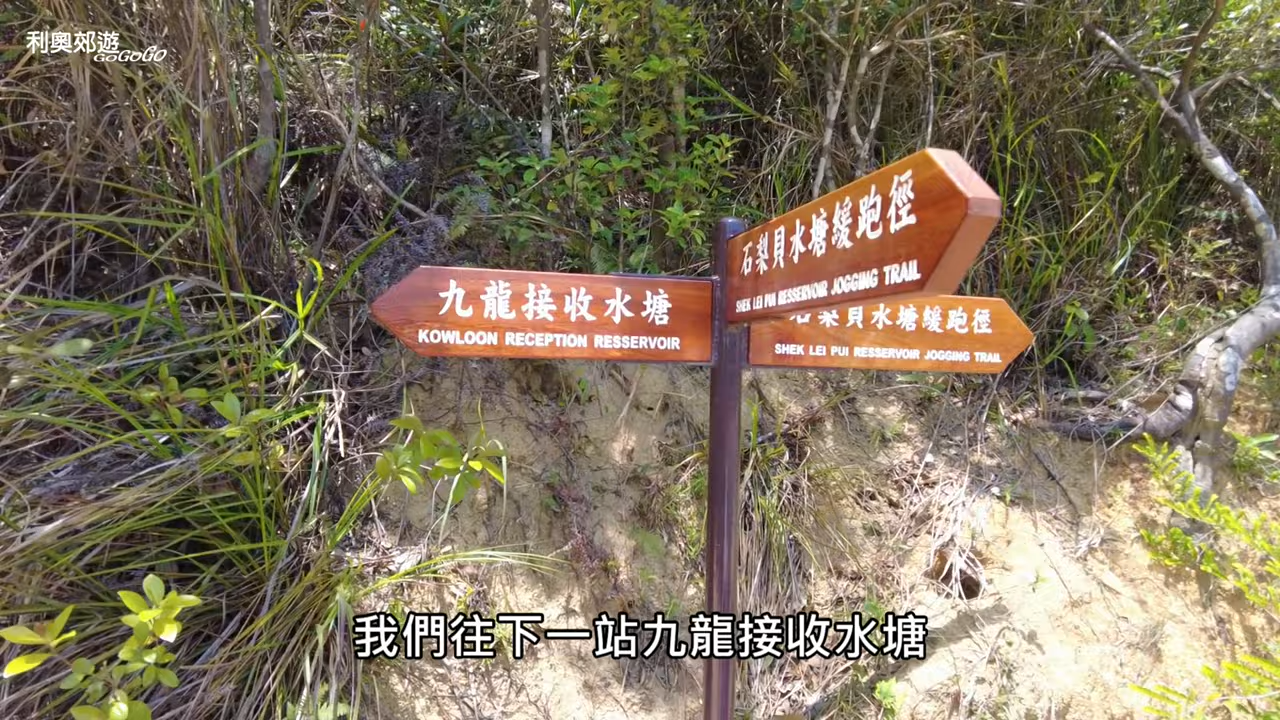 利奧郊遊
GoGoGo
石梨貝水塘緩跑徑
SHEK LEI PUI RESSERVOIR JOGGING TRAIL
九龍接收水塘
KOWLOON RECEPTION RESSERVOIR
石梨貝水塘緩跑徑
SHEK LEI PUI RESSERVOIR JOGGING TRAIL
我們往下一站九龍接收水塘